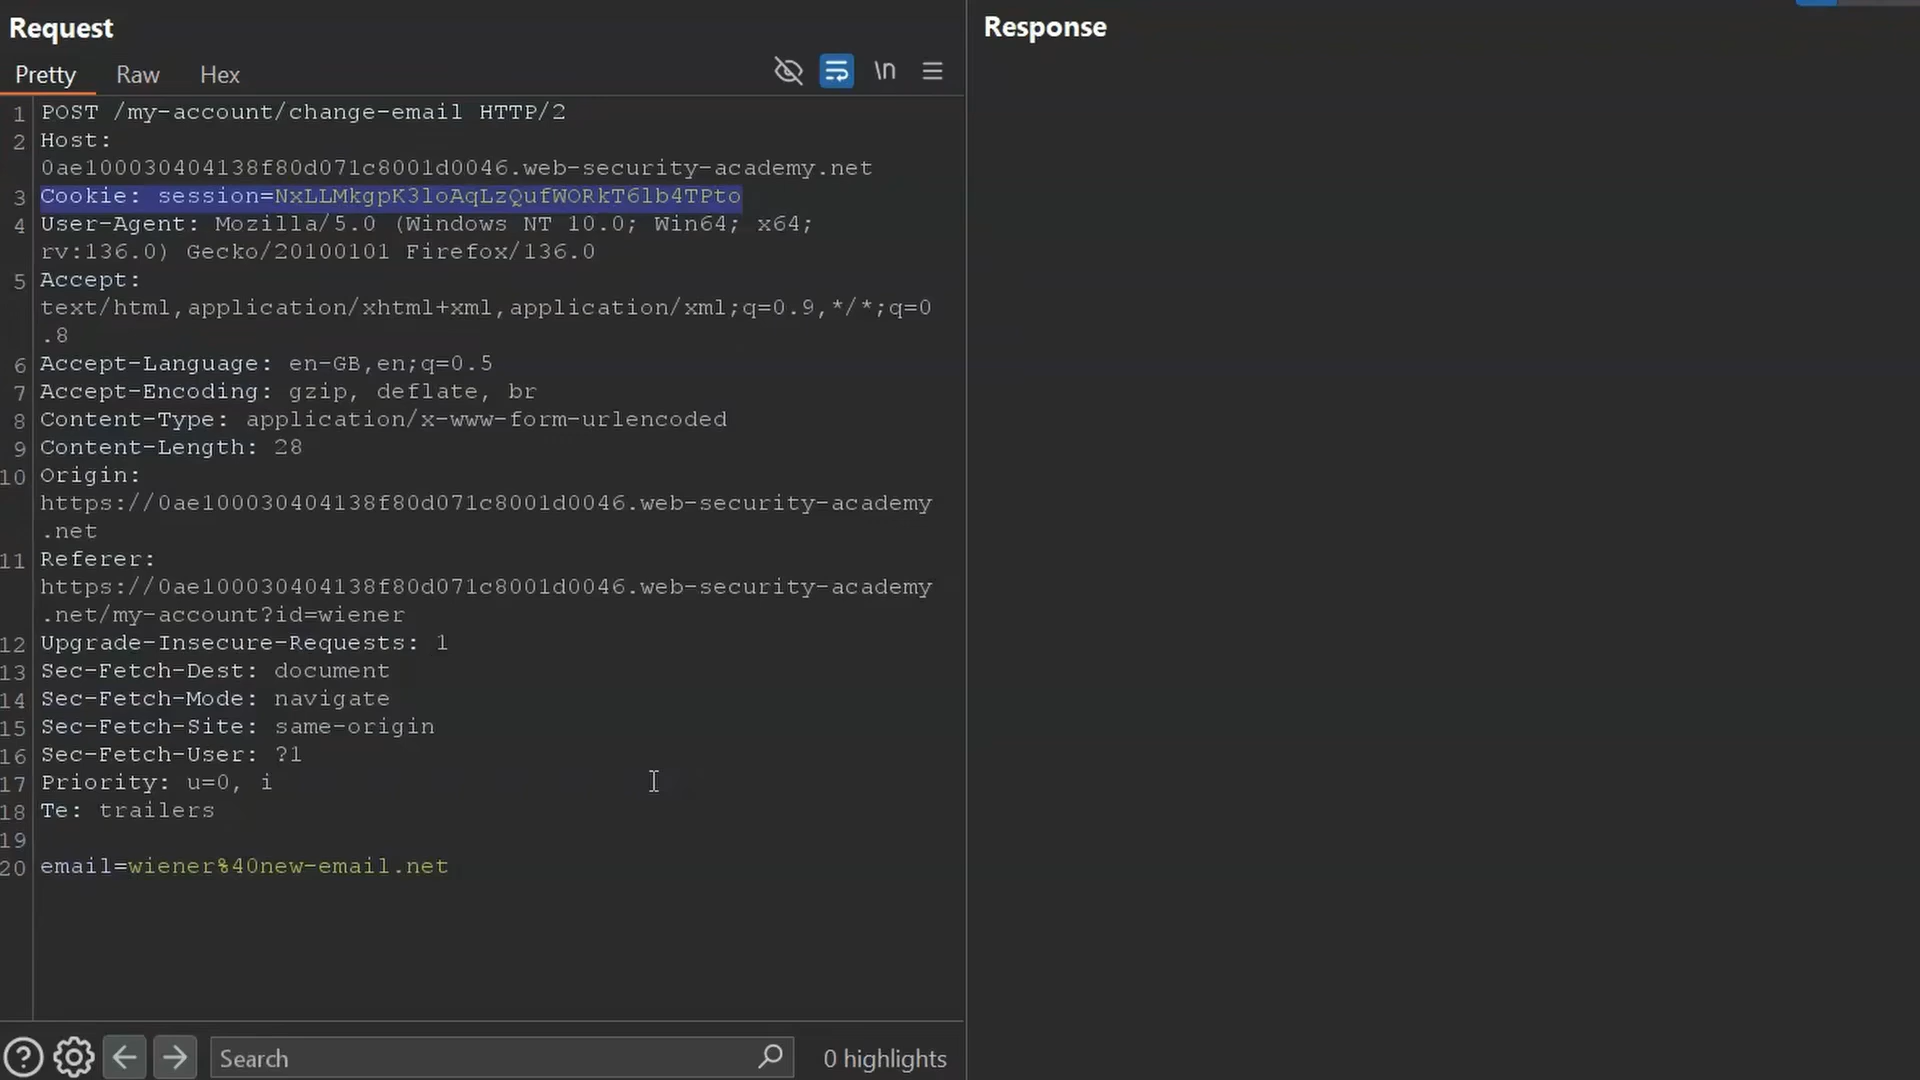 Request
Pretty Raw Hex
\n
1 POST /my-account/change-email HTTP/2
2 Host:
0ae100030404138f80d071c8001d0046.web-security-academy.net
3 Cookie: session=NxLLMkgpK3loAqLzQufWORkT6lb4TPto
4 User-Agent: Mozilla/5.0 (Windows NT 10.0; Win64; x64;
rv:136.0) Gecko/20100101 Firefox/136.0
5 Accept:
text/html,application/xhtml+xml,application/xml;q=0.9,*/*;q=0
.8
6 Accept-Language: en-GB,en;q=0.5
7 Accept-Encoding: gzip, deflate, br
8 Content-Type: application/x-www-form-urlencoded
9 Content-Length: 28
10 Origin:
https://0ae100030404138f80d071c8001d0046.web-security-academy
.net
11 Referer:
https://0ae100030404138f80d071c8001d0046.web-security-academy
.net/my-account?id=wiener
12 Upgrade-Insecure-Requests: 1
13 Sec-Fetch-Dest: document
14 Sec-Fetch-Mode: navigate
15 Sec-Fetch-Site: same-origin
16 Sec-Fetch-User: ?1
17 Priority: u=0, i
18 Te: trailers
19
20 email=wiener%40new-email.net
Search
0 highlights
Response